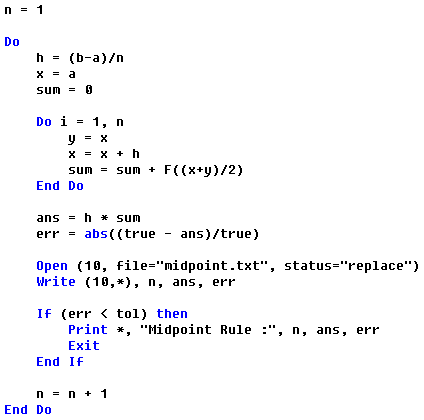 n = 1
Do
h = (b-a)/n
x = a
sum = 0
Do i = 1, n
y = x
x = x + h
sum = sum + F((x+y)/2)
End Do
ans = h * sum
err = abs((true - ans)/true)
Open (10, file="midpoint.txt", status="replace")
Write (10,*), n, ans, err
If (err < tol) then
Print *, "Midpoint Rule :", n, ans, err
Exit
End If
n = n + 1
End Do